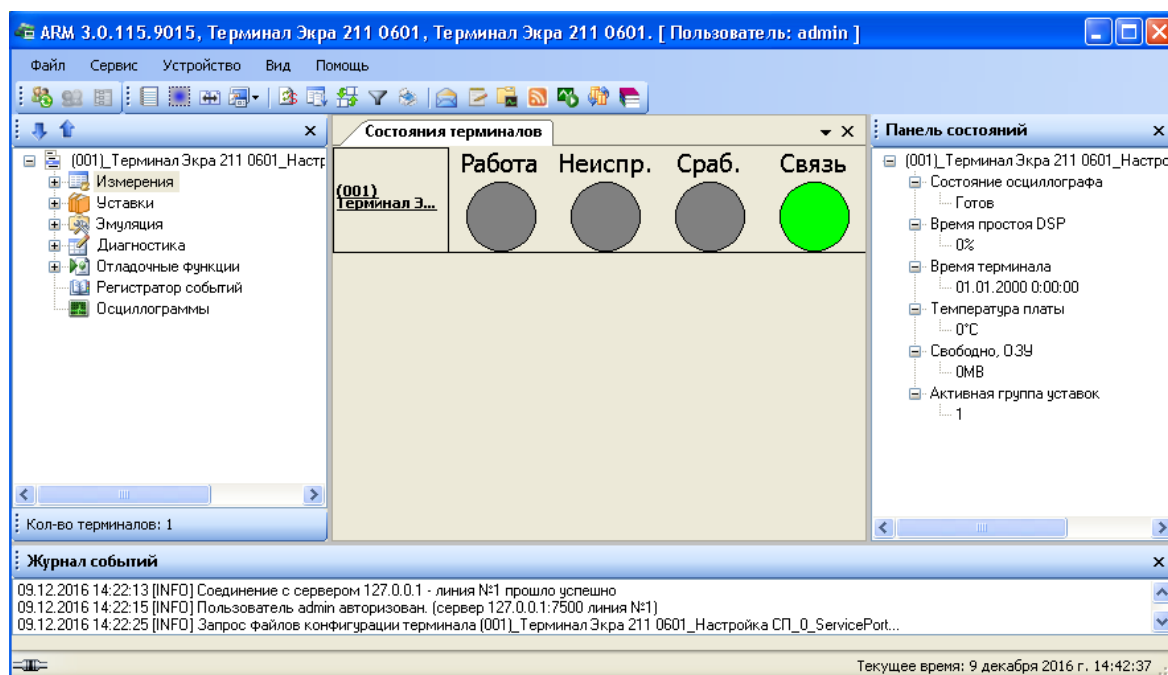 ARM 3.0.115.9015, Терминал Экра 211 0601, Терминал Экра 211 0601. [ Пользователь: admin ]
Файл Сервис Устройство Вид Помощь
(001)_Терминал Экра 211 0601_Настр
Измерения
Уставки
Эмуляция
Диагностика
Отладочные функции
Регистратор событий
Осциллограммы
Кол-во терминалов: 1
Состояния терминалов
Работа Неиспр. Сраб. Связь
(001)
Терминал Э...
Панель состояний
(001)_Терминал Экра 211 0601_Настро
Состояние осциллографа
Готов
Время простоя DSP
0%
Время терминала
01.01.2000 0:00:00
Температура платы
0°C
Свободно, ОЗУ
0MB
Активная группа уставок
1
Журнал событий
09.12.2016 14:22:13 [INFO] Соединение с сервером 127.0.0.1 - линия №1 прошло успешно
09.12.2016 14:22:15 [INFO] Пользователь admin авторизован. (сервер 127.0.0.1:7500 линия №1)
09.12.2016 14:22:25 [INFO] Запрос файлов конфигурации терминала (001)_Терминал Экра 211 0601_Настройка СП_0_ServicePort...
Текущее время: 9 декабря 2016 г. 14:42:37